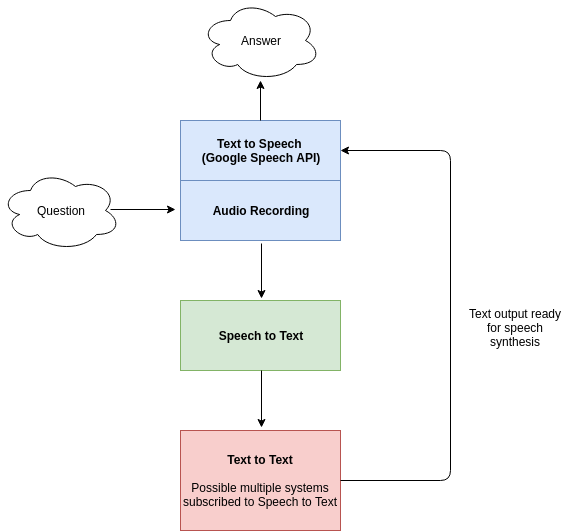 Answer
Text to Speech
(Google Speech API)
Question
Audio Recording
Speech to Text
Text output ready
for speech
synthesis
Text to Text
Possible multiple systems
subscribed to Speech to Text